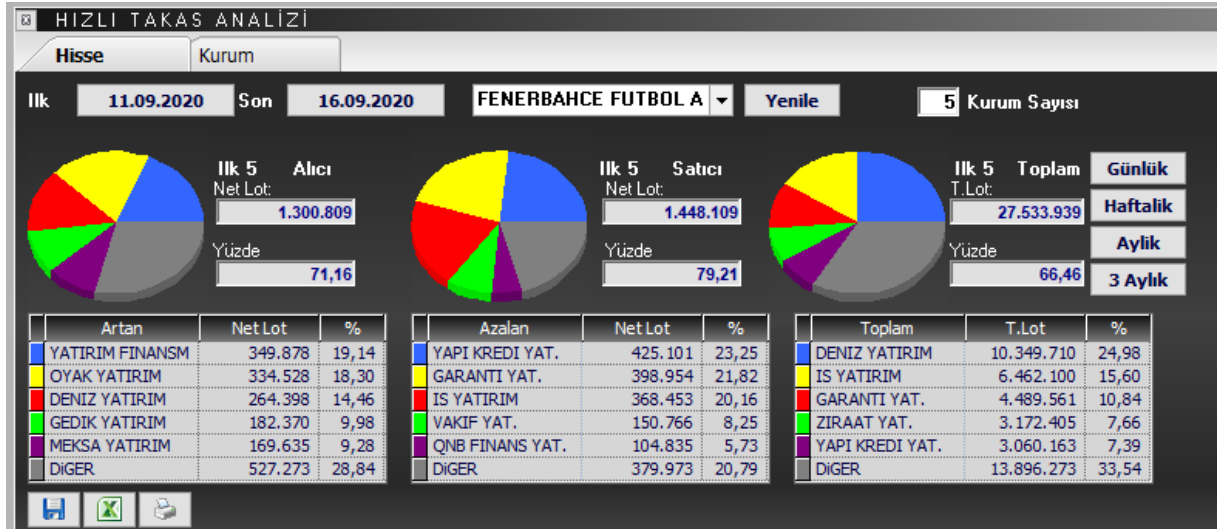 HIZLI TAKAS ANALİZİ
Hisse Kurum
Ilk 11.09.2020 Son 16.09.2020 FENERBAHCE FUTBOL A Yenile 5 Kurum Sayısı
Ilk 5 Alıcı
Net Lot:
1.300.809
Yüzde
71,16
Ilk 5 Satıcı
Net Lot:
1.448.109
Yüzde
79,21
Ilk 5 Toplam
T.Lot:
27.533.939
Yüzde
66,46
Günlük
Haftalik
Aylik
3 Aylık
Artan Net Lot %
YATIRIM FINANSM 349.878 19,14
OYAK YATIRIM 334.528 18,30
DENIZ YATIRIM 264.398 14,46
GEDIK YATIRIM 182.370 9,98
MEKSA YATIRIM 169.635 9,28
DiGER 527.273 28,84
Azalan Net Lot %
YAPI KREDI YAT. 425.101 23,25
GARANTI YAT. 398.954 21,82
IS YATIRIM 368.453 20,16
VAKIF YAT. 150.766 8,25
QNB FINANS YAT. 104.835 5,73
DiGER 379.973 20,79
Toplam T.Lot %
DENIZ YATIRIM 10.349.710 24,98
IS YATIRIM 6.462.100 15,60
GARANTI YAT. 4.489.561 10,84
ZIRAAT YAT. 3.172.405 7,66
YAPI KREDI YAT. 3.060.163 7,39
DiGER 13.896.273 33,54